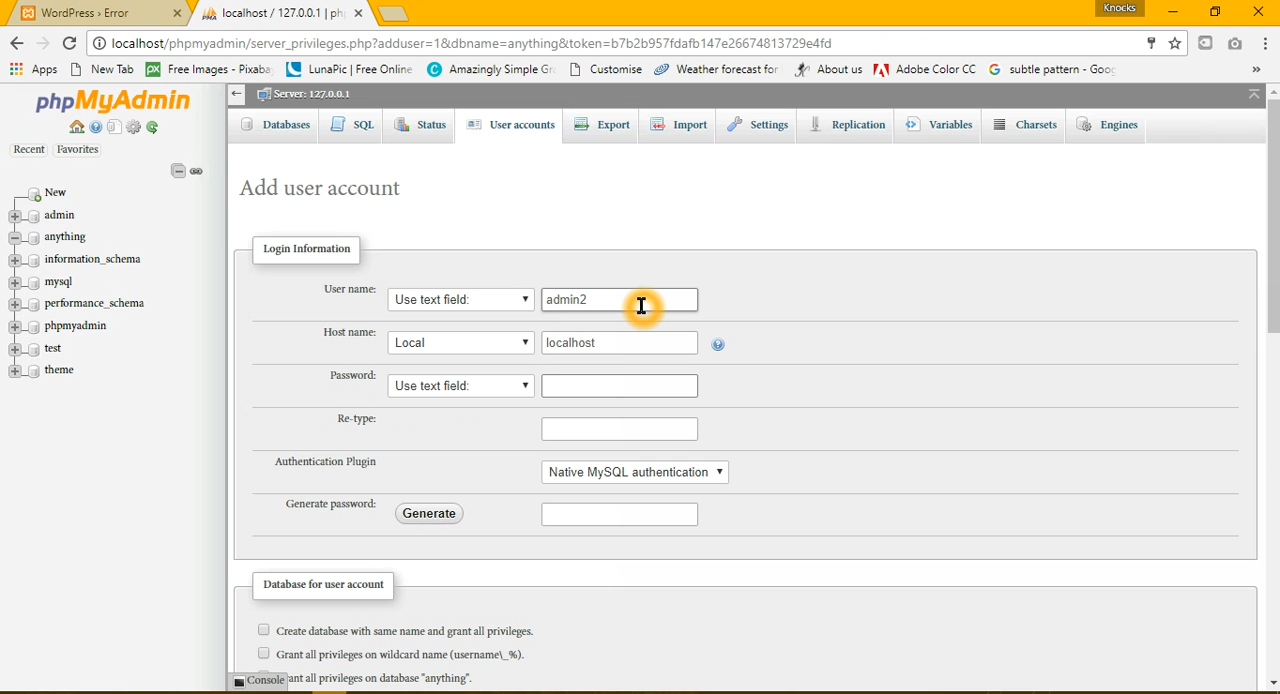 WordPress › Error
localhost / 127.0.0.1 | ph
Knocks
localhost/phpmyadmin/server_privileges.php?adduser=1&dbname=anything&token=b7b2b957fdafb147e26674813729e4fd
Apps New Tab Free Images - Pixaba LunaPic | Free Online Amazingly Simple Gr Customise Weather forecast for About us Adobe Color CC subtle pattern - Goog
phpMyAdmin
Recent Favorites
New
admin
anything
information_schema
mysql
performance_schema
phpmyadmin
test
theme
Server: 127.0.0.1
Databases SQL Status User accounts Export Import Settings Replication Variables Charsets Engines
Add user account
Login Information
User name: Use text field: admin2
Host name: Local localhost
Password: Use text field:
Re-type:
Authentication Plugin Native MySQL authentication
Generate password: Generate
Database for user account
Create database with same name and grant all privileges.
Grant all privileges on wildcard name (username\_%).
ant all privileges on database "anything".
Console